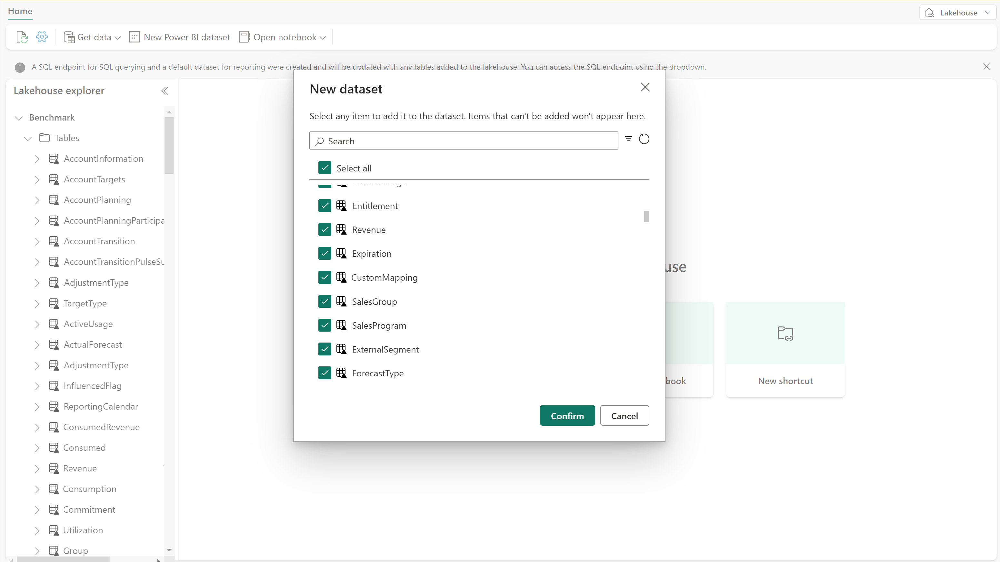 Home
Lakehouse
Get data
New Power BI dataset
Open notebook
A SQL endpoint for SQL querying and a default dataset for reporting were created and will be updated with any tables added to the lakehouse. You can access the SQL endpoint using the dropdown.
Lakehouse explorer
Benchmark
Tables
AccountInformation
AccountTargets
AccountPlanning
AccountPlanningParticipa
AccountTransition
AccountTransitionPulseSu
AdjustmentType
TargetType
ActiveUsage
ActualForecast
AdjustmentType
InfluencedFlag
ReportingCalendar
ConsumedRevenue
Consumed
Revenue
Consumption
Commitment
Utilization
Group
New dataset
Select any item to add it to the dataset. Items that can't be added won't appear here.
Search
Select all
Entitlement
Revenue
Expiration
CustomMapping
SalesGroup
SalesProgram
ExternalSegment
ForecastType
Confirm
Cancel
use
book
New shortcut